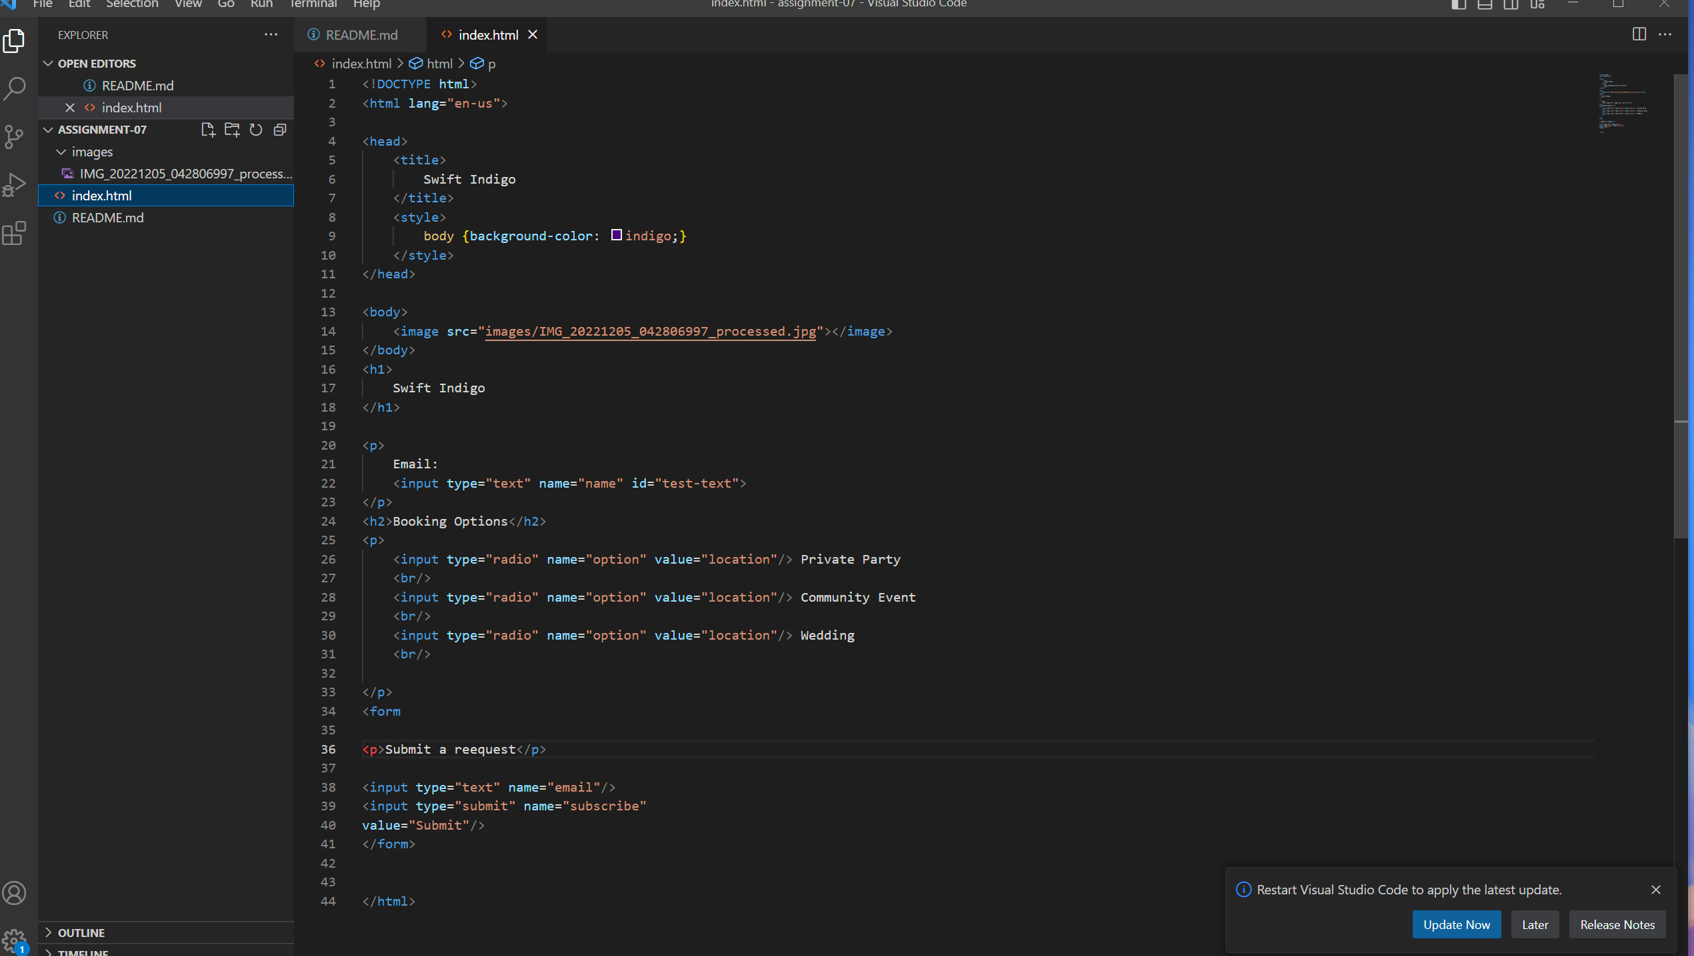 File Edit Selection View Go Run Terminal Help
index.html - assignment-07 - Visual Studio Code
EXPLORER
OPEN EDITORS
README.md
index.html
ASSIGNMENT-07
images
IMG_20221205_042806997_process...
index.html
README.md
OUTLINE
TIMELINE
1
README.md index.html
index.html > html > p
1 <!DOCTYPE html>
2 <html lang="en-us">
3
4 <head>
5 <title>
6 Swift Indigo
7 </title>
8 <style>
9 body {background-color: indigo;}
10 </style>
11 </head>
12
13 <body>
14 <image src="images/IMG_20221205_042806997_processed.jpg"></image>
15 </body>
16 <h1>
17 Swift Indigo
18 </h1>
19
20 <p>
21 Email:
22 <input type="text" name="name" id="test-text">
23 </p>
24 <h2>Booking Options</h2>
25 <p>
26 <input type="radio" name="option" value="location"/> Private Party
27 <br/>
28 <input type="radio" name="option" value="location"/> Community Event
29 <br/>
30 <input type="radio" name="option" value="location"/> Wedding
31 <br/>
32
33 </p>
34 <form
35
36 <p>Submit a reequest</p>
37
38 <input type="text" name="email"/>
39 <input type="submit" name="subscribe"
40 value="Submit"/>
41 </form>
42
43
44 </html>
Restart Visual Studio Code to apply the latest update.
Update Now Later Release Notes